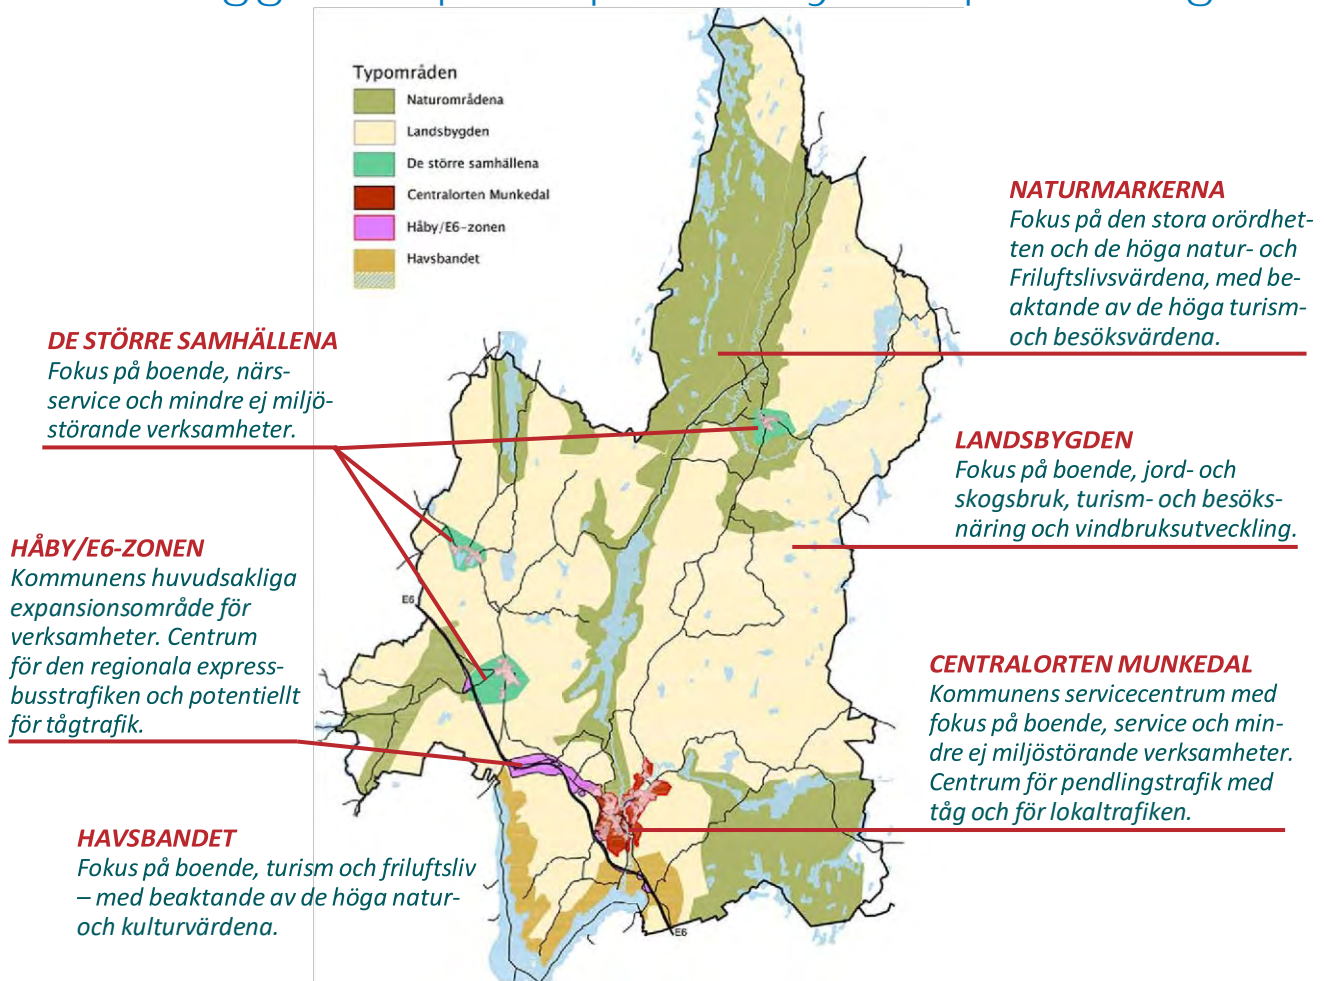 Typområden
Naturområdena
Landsbygden
De större samhällena
Centralorten Munkedal
Håby/E6-zonen
Havsbandet
NATURMARKERNA
Fokus på den stora orördhet-
ten och de höga natur- och
Friluftslivsvärdena, med be-
aktande av de höga turism-
och besöksvärdena.
DE STÖRRE SAMHÄLLENA
Fokus på boende, närs-
service och mindre ej miljö-
störande verksamheter.
LANDSBYGDEN
Fokus på boende, jord- och
skogsbruk, turism- och besöks-
näring och vindbruksutveckling.
HÅBY/E6-ZONEN
Kommunens huvudsakliga
expansionsområde för
verksamheter. Centrum
för den regionala express-
busstrafiken och potentiellt
för tågtrafik.
E6
CENTRALORTEN MUNKEDAL
Kommunens servicecentrum med
fokus på boende, service och min-
dre ej miljöstörande verksamheter.
Centrum för pendlingstrafik med
tåg och för lokaltrafiken.
HAVSBANDET
Fokus på boende, turism och friluftsliv
– med beaktande av de höga natur-
och kulturvärdena.
E6